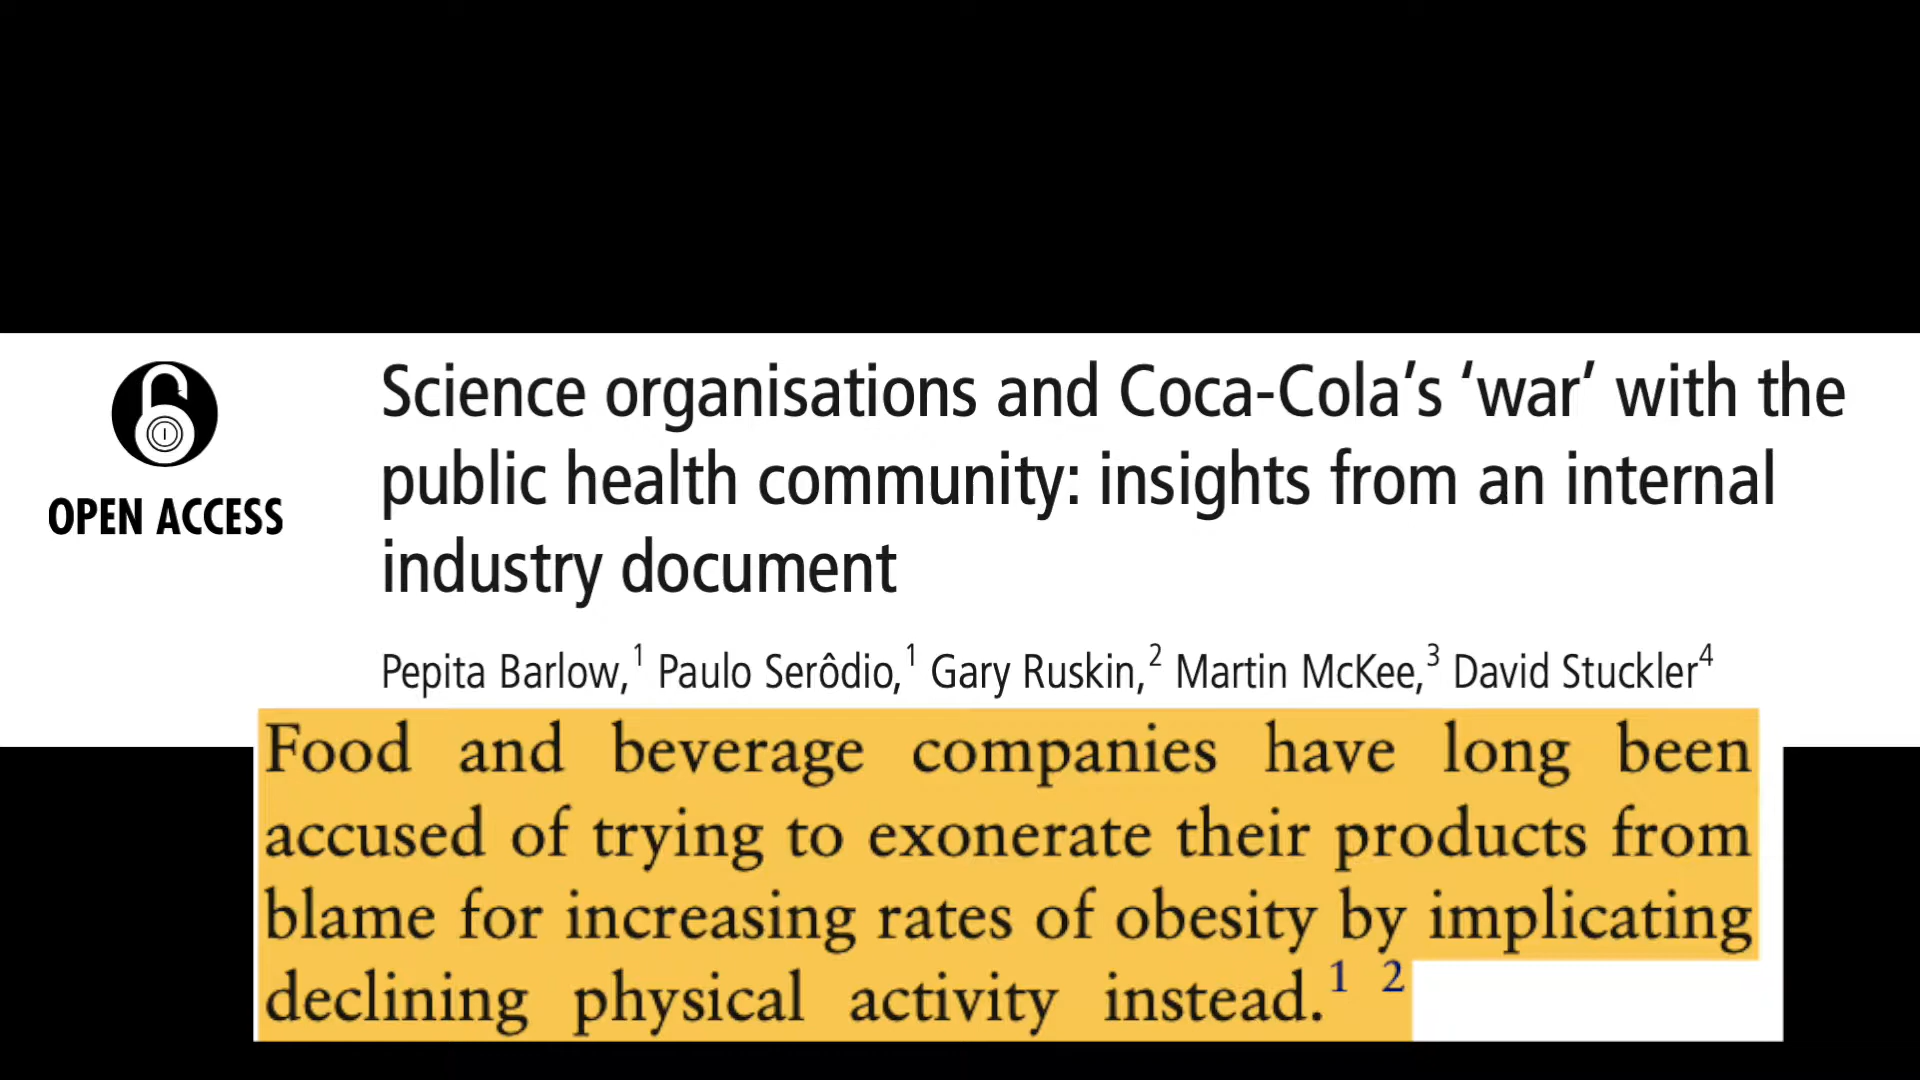 OPEN ACCESS
Science organisations and Coca-Cola’s ‘war’ with the
public health community: insights from an internal
industry document
Pepita Barlow,1 Paulo Serôdio,1 Gary Ruskin,2 Martin McKee,3 David Stuckler4
Food and beverage companies have long been
accused of trying to exonerate their products from
blame for increasing rates of obesity by implicating
declining physical activity instead.1 2